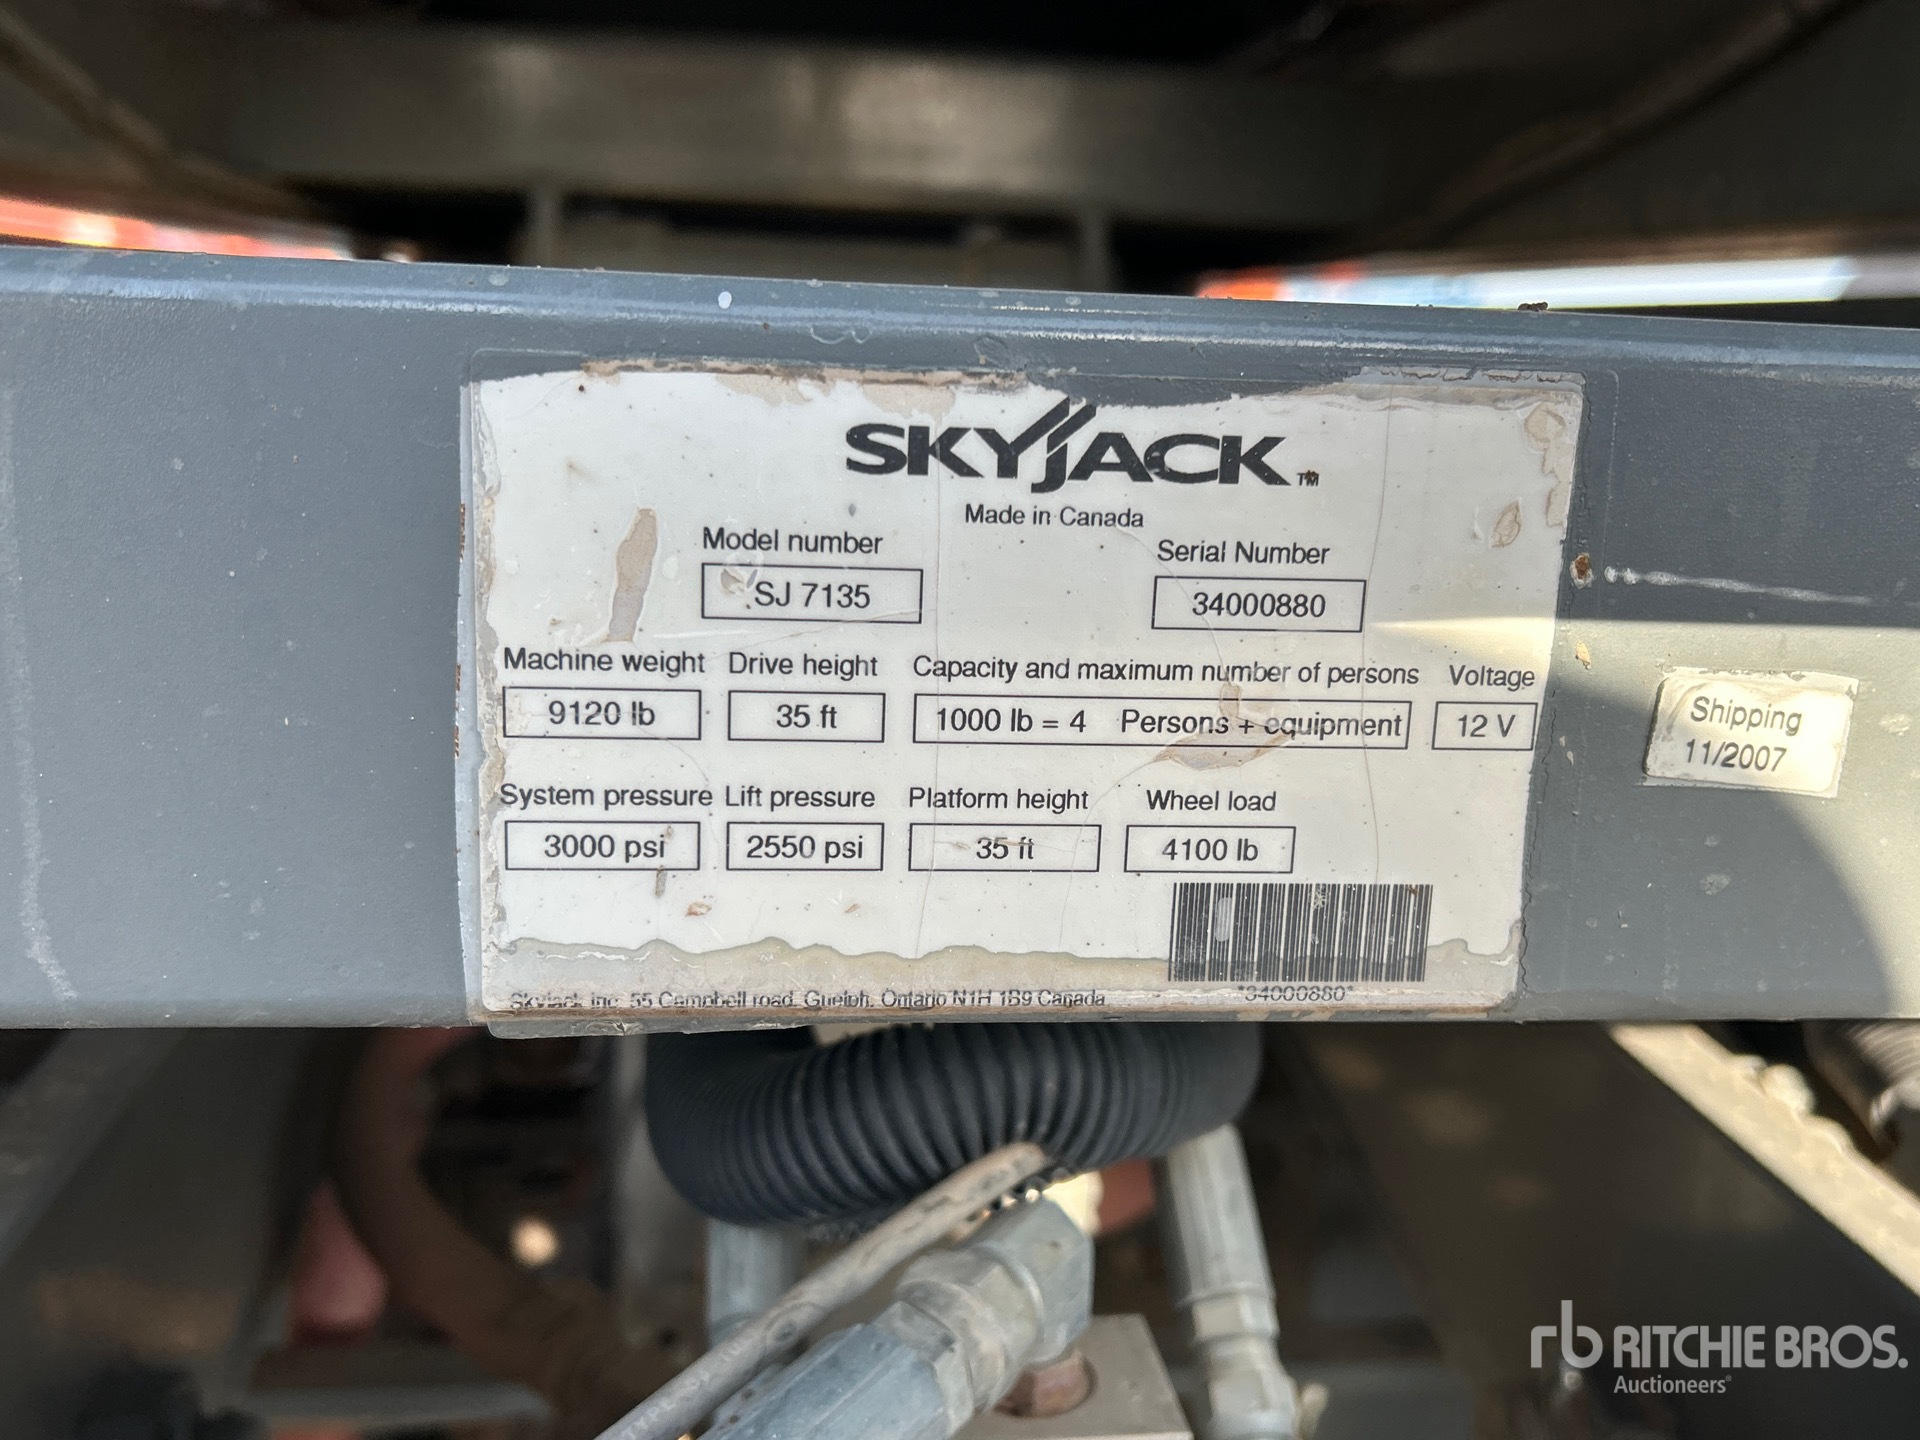 SKYJACK™
Made in Canada
Model number
SJ 7135
Serial Number
34000880
Machine weight
9120 lb
Drive height
35 ft
Capacity and maximum number of persons
1000 lb = 4 Persons + equipment
Voltage
12 V
System pressure
3000 psi
Lift pressure
2550 psi
Platform height
35 ft
Wheel load
4100 lb
*34000880*
Skyjack Inc. 55 Campbell road, Guelph, Ontario N1H 1B9 Canada
Shipping
11/2007
rb RITCHIE BROS.
Auctioneers®